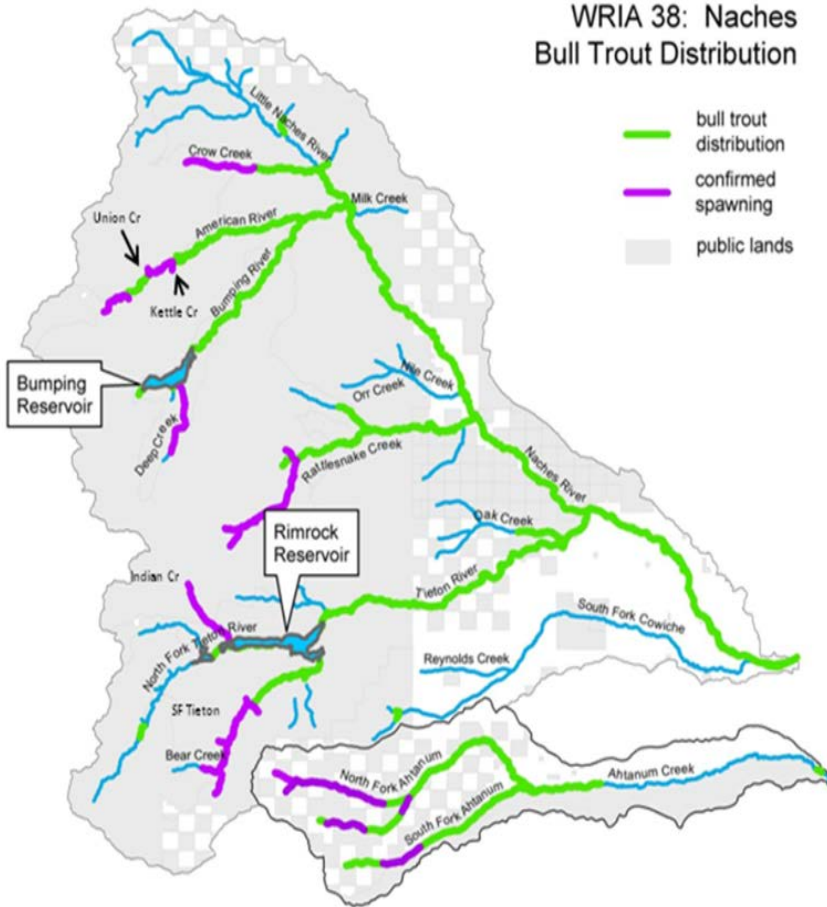 WRIA 38: Naches
Bull Trout Distribution
bull trout
distribution
confirmed
spawning
public lands
Little Naches River
Crow Creek
Milk Creek
Union Cr
American River
Kettle Cr
Bumping River
Bumping
Reservoir
Nile Creek
Orr Creek
Deep Creek
Rattlesnake Creek
Naches River
Oak Creek
Rimrock
Reservoir
Indian Cr
Tieton River
North Fork Tieton River
South Fork Cowiche
Reynolds Creek
SF Tieton
Bear Creek
North Fork Ahtanum
Ahtanum Creek
South Fork Ahtanum